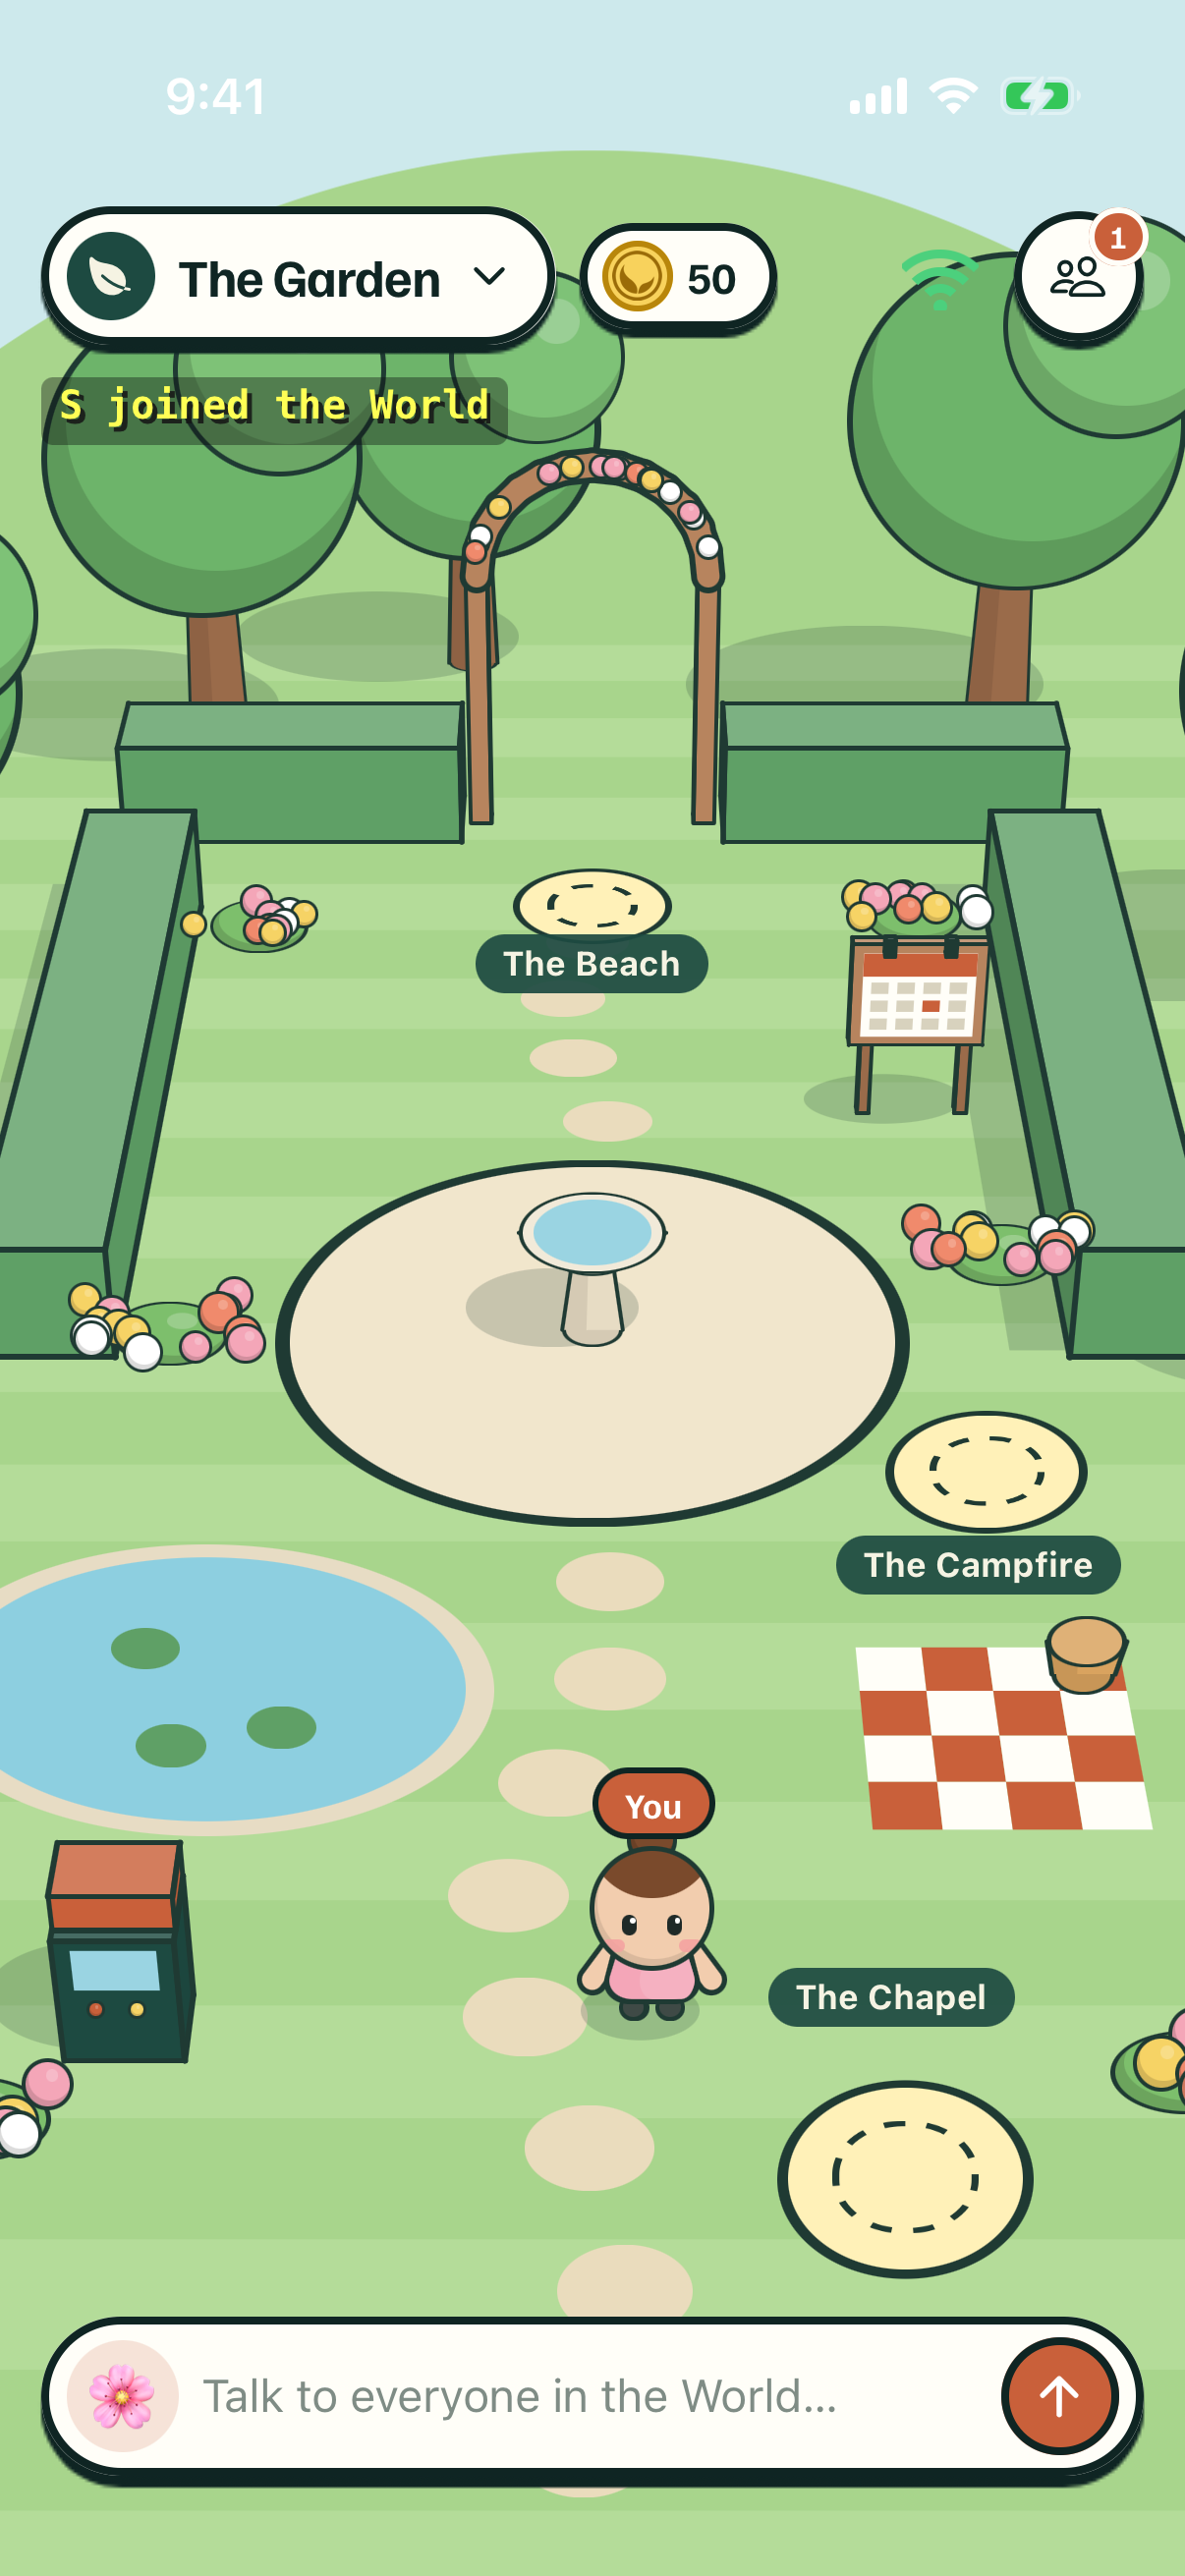 9:41
The Garden
50
1
S joined the World
The Beach
The Campfire
You
The Chapel
Talk to everyone in the World...